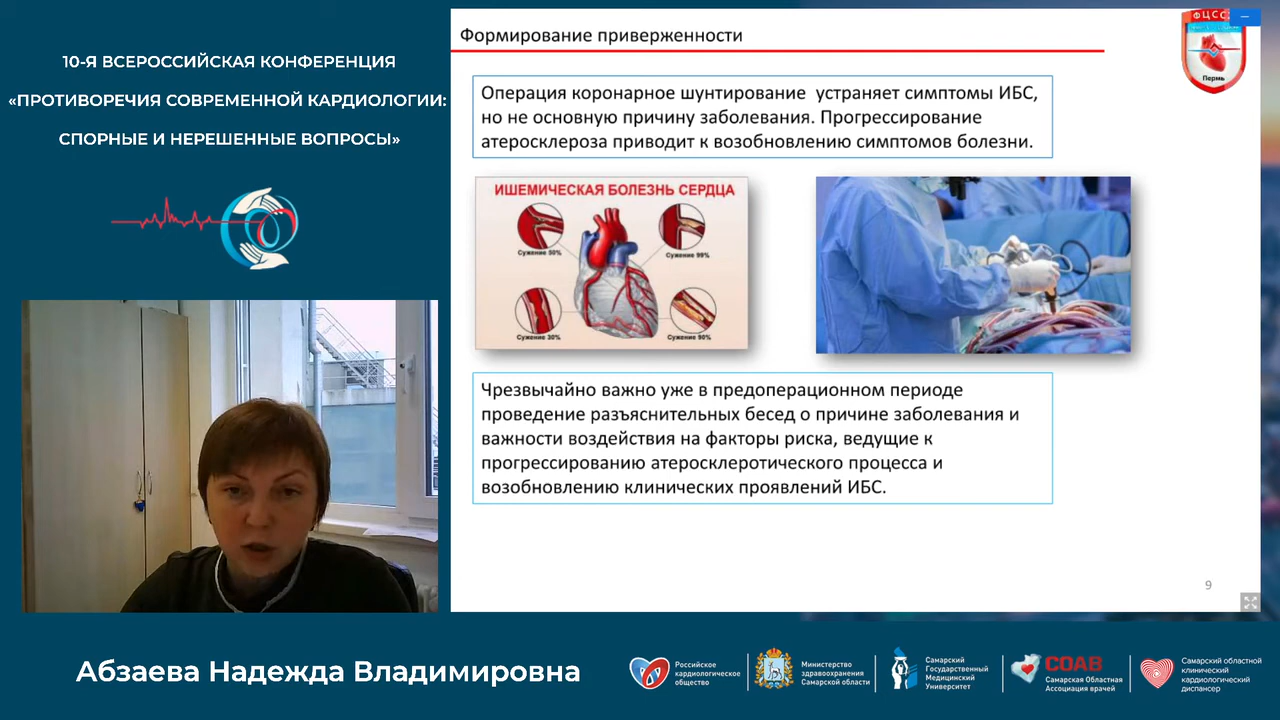 10-Я ВСЕРОССИЙСКАЯ КОНФЕРЕНЦИЯ
«ПРОТИВОРЕЧИЯ СОВРЕМЕННОЙ КАРДИОЛОГИИ:
СПОРНЫЕ И НЕРЕШЕННЫЕ ВОПРОСЫ»
Формирование приверженности
Пермь
Операция коронарное шунтирование устраняет симптомы ИБС,
но не основную причину заболевания. Прогрессирование
атеросклероза приводит к возобновлению симптомов болезни.
ИШЕМИЧЕСКАЯ БОЛЕЗНЬ СЕРДЦА
Сужение 50%
Сужение 99%
Сужение 30%
Сужение 90%
Чрезвычайно важно уже в предоперационном периоде
проведение разъяснительных бесед о причине заболевания и
важности воздействия на факторы риска, ведущие к
прогрессированию атеросклеротического процесса и
возобновлению клинических проявлений ИБС.
9
Абзаева Надежда Владимировна
Российское
кардиологическое
общество
Министерство
здравоохранения
Самарской области
Самарский
Государственный
Медицинский
Университет
СОАВ
Самарская Областная
Ассоциация врачей
Самарский областной
клинический
кардиологический
диспансер